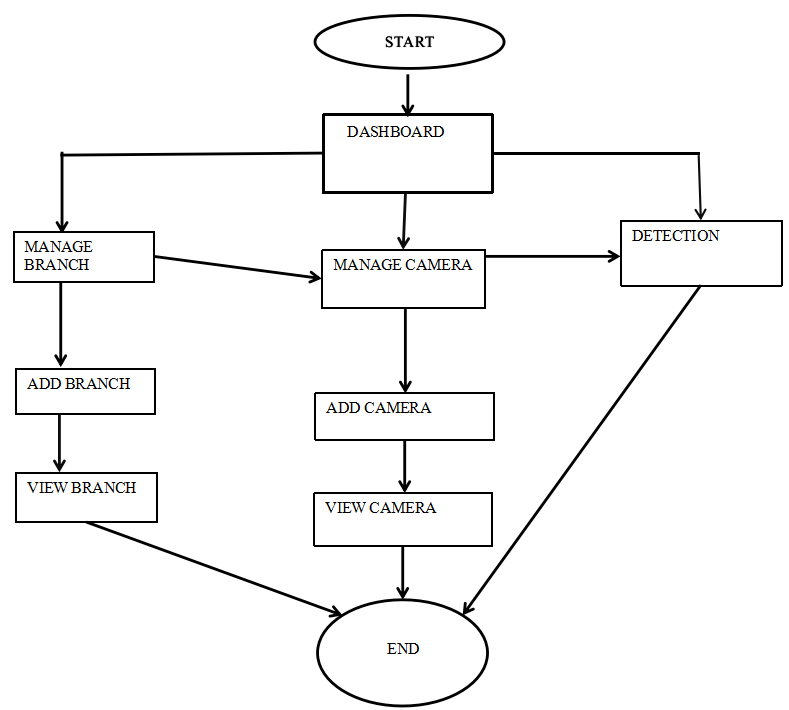 START
DASHBOARD
MANAGE
BRANCH
MANAGE CAMERA
DETECTION
ADD BRANCH
ADD CAMERA
VIEW BRANCH
VIEW CAMERA
END